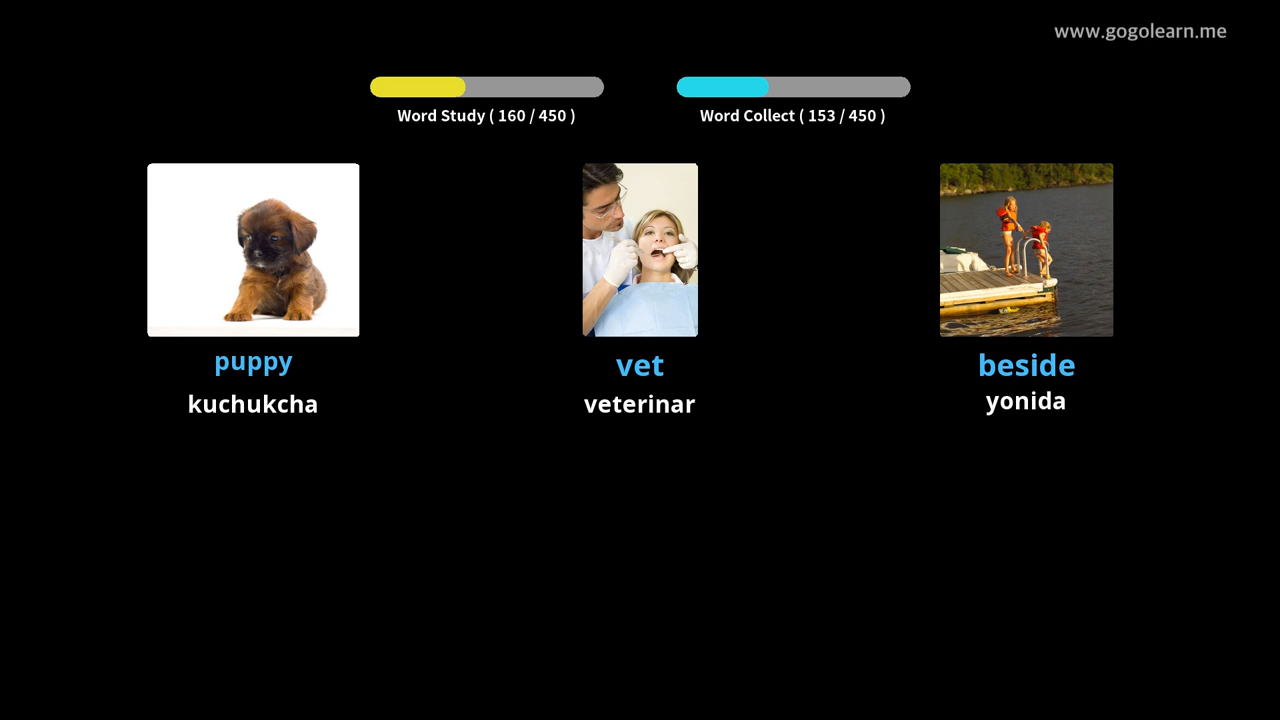 www.gogolearn.me
Word Study ( 160 / 450 )
Word Collect ( 153 / 450 )
puppy
kuchukcha
vet
veterinar
beside
yonida